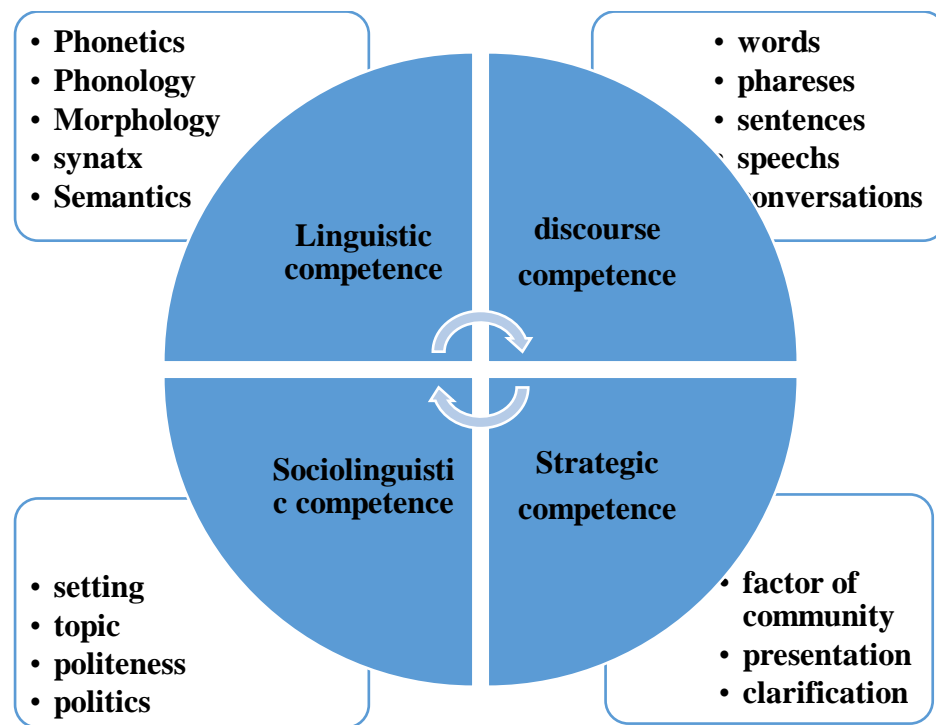 • Phonetics
• Phonology
• Morphology
• synatx
• Semantics
• words
• phareses
• sentences
• speechs
conversations
Linguistic
competence
discourse
competence
Sociolinguisti
c competence
Strategic
competence
• setting
• topic
• politeness
• politics
• factor of
community
• presentation
• clarification